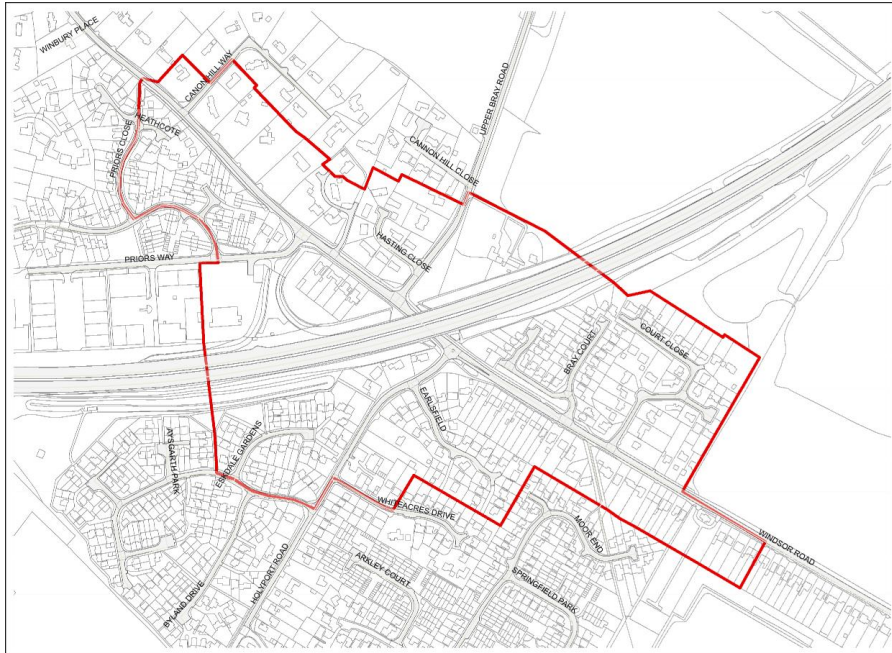 WINBURY PLACE
CANON HILL WAY
UPPER BRAY ROAD
HEATHCOTE
PRIORS CLOSE
CANNON HILL CLOSE
HASTING CLOSE
PRIORS WAY
COURT CLOSE
BRAY COURT
EARLSFIELD
AYSGARTH PARK
ESKDALE GARDENS
WHITEACRES DRIVE
MOOR END
WINDSOR ROAD
HOLYPORT ROAD
ARKLEY COURT
SPRINGFIELD PARK
BYLAND DRIVE